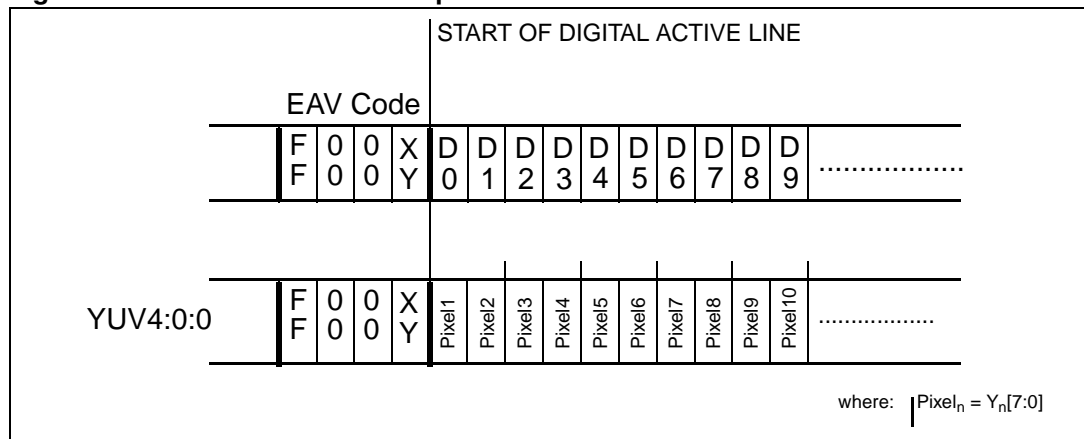 START OF DIGITAL ACTIVE LINE
EAV Code
F 0 0 X D D D D D D D D D D
F 0 0 Y 0 1 2 3 4 5 6 7 8 9 ..................
YUV4:0:0
F 0 0 X
F 0 0 Y
Pixel1 Pixel2 Pixel3 Pixel4 Pixel5 Pixel6 Pixel7 Pixel8 Pixel9 Pixel10 ..................
where: Pixelₙ = Yₙ[7:0]